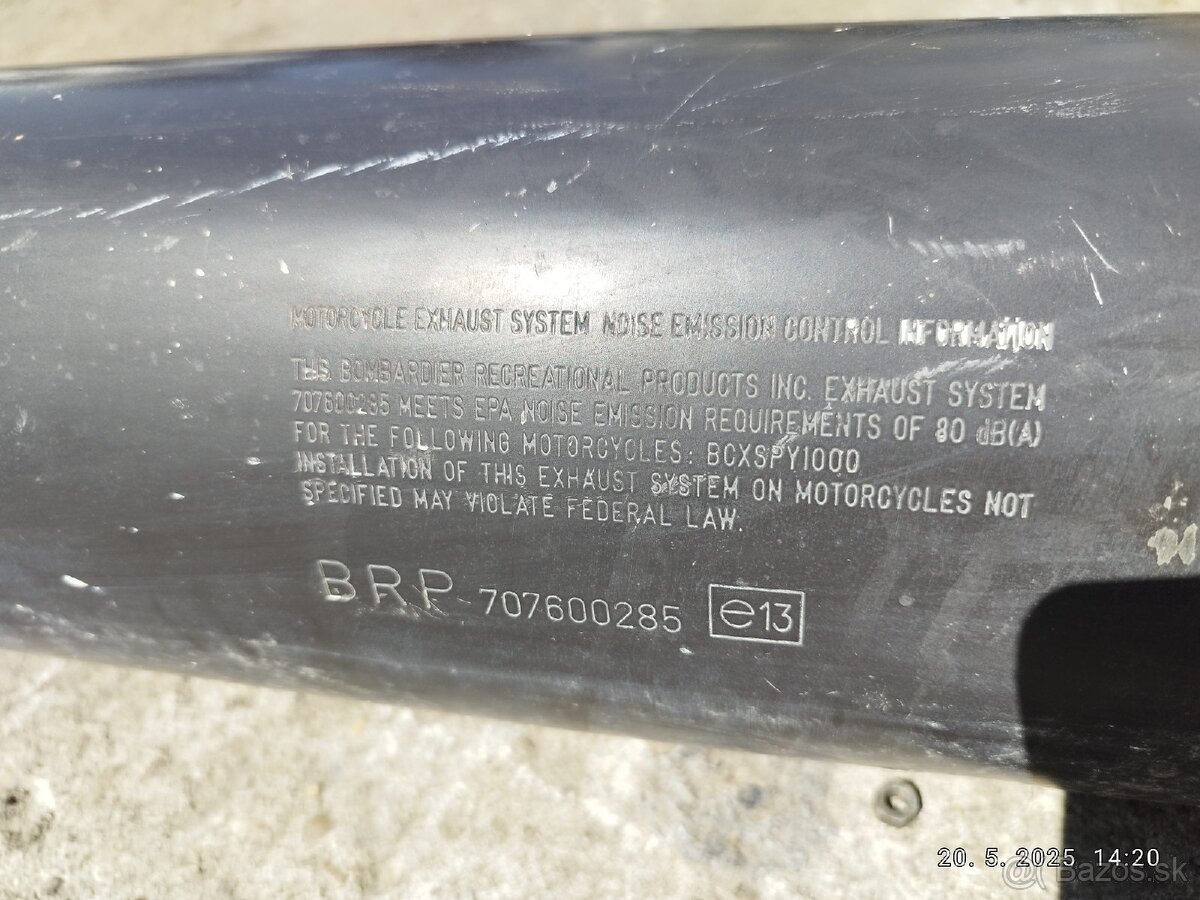 MOTORCYCLE EXHAUST SYSTEM NOISE EMISSION CONTROL INFORMATION
THIS BOMBARDIER RECREATIONAL PRODUCTS INC. EXHAUST SYSTEM
707600285 MEETS EPA NOISE EMISSION REQUIREMENTS OF 80 dB(A)
FOR THE FOLLOWING MOTORCYCLES: BCXSPY1000
INSTALLATION OF THIS EXHAUST SYSTEM ON MOTORCYCLES NOT
SPECIFIED MAY VIOLATE FEDERAL LAW.
BRP 707600285 e13
20. 5. 2025 14:20
@( Bazos.sk